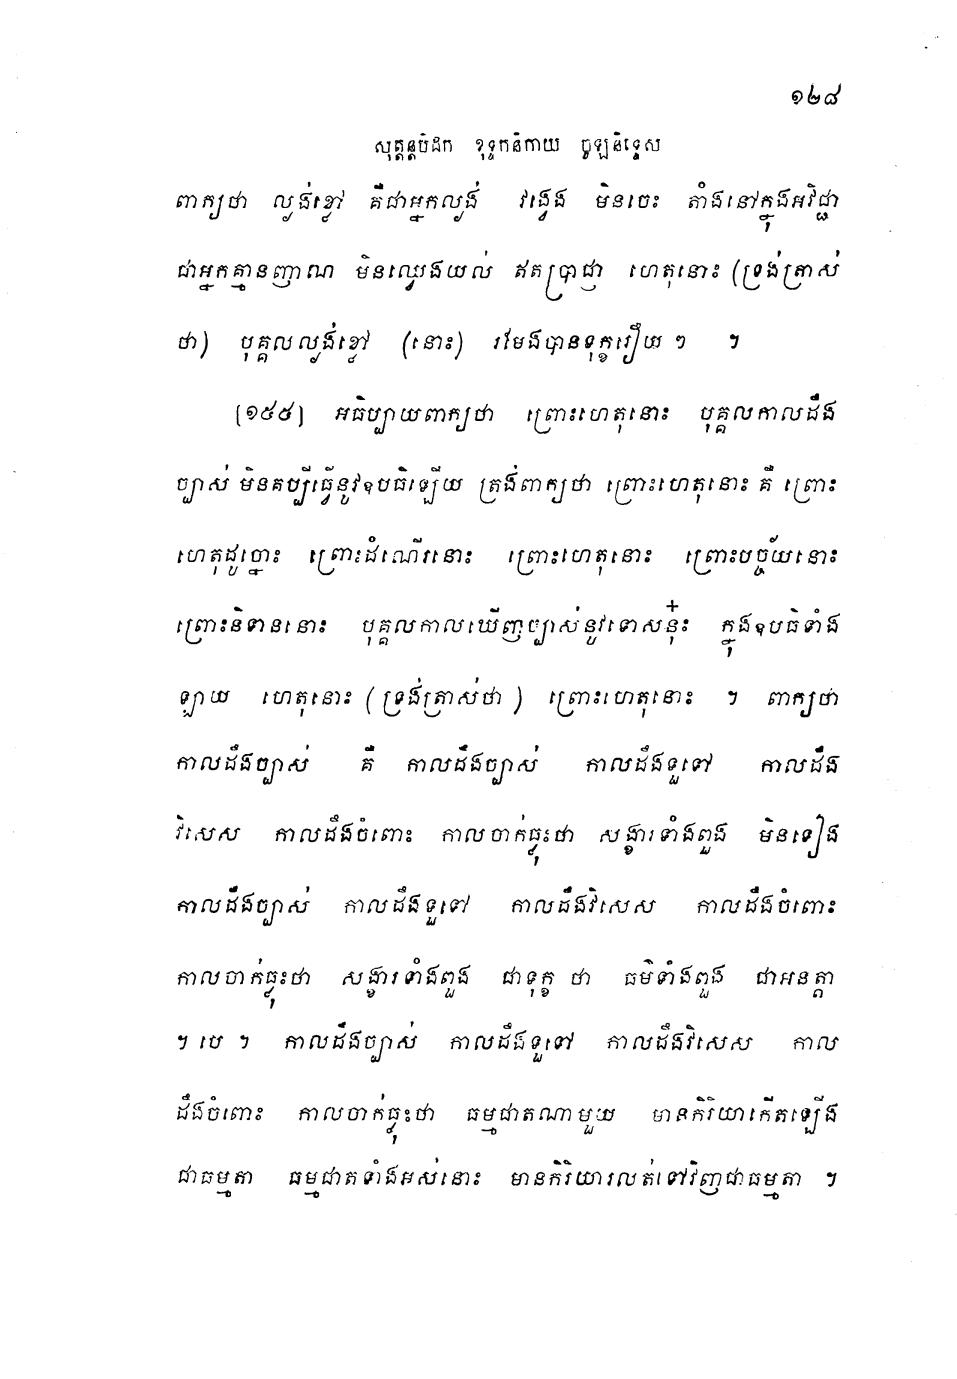 ១២៨
សុត្តន្តបិដក ខុទ្ទកនិកាយ ចូឡនិទ្ទេស
ពាក្យថា ល្ងង់ខ្លៅ គឺជាអ្នកល្ងង់ វង្វេង មិនចេះ តាំងនៅក្នុងអវិជ្ជា
ជាអ្នកគ្មានញាណ មិនឈ្វេងយល់ ឥតប្រាជ្ញា ហេតុនោះ (ទ្រង់ត្រាស់
ថា) បុគ្គលល្ងង់ខ្លៅ (នោះ) រមែងបានទុក្ខរឿយ ៗ ។
[១៥៥] អធិប្បាយពាក្យថា ព្រោះហេតុនោះ បុគ្គលកាលដឹង
ច្បាស់ មិនគប្បីធ្វើនូវឧបធិឡើយ ត្រង់ពាក្យថា ព្រោះហេតុនោះ គឺ ព្រោះ
ហេតុដូច្នោះ ព្រោះដំណើរនោះ ព្រោះហេតុនោះ ព្រោះបច្ច័យនោះ
ព្រោះនិទាននោះ បុគ្គលកាលឃើញច្បាស់នូវទោសនុ៎ះ ក្នុងឧបធិទាំង
ឡាយ ហេតុនោះ (ទ្រង់ត្រាស់ថា) ព្រោះហេតុនោះ ។ ពាក្យថា
កាលដឹងច្បាស់ គឺ កាលដឹងច្បាស់ កាលដឹងទួទៅ កាលដឹង
វិសេស កាលដឹងចំពោះ កាលចាក់ធ្លុះថា សង្ខារទាំងពួង មិនទៀង
កាលដឹងច្បាស់ កាលដឹងទួទៅ កាលដឹងវិសេស កាលដឹងចំពោះ
កាលចាក់ធ្លុះថា សង្ខារទាំងពួង ជាទុក្ខ ថា ធម៌ទាំងពួង ជាអនត្តា
។ បេ ។ កាលដឹងច្បាស់ កាលដឹងទួទៅ កាលដឹងវិសេស កាល
ដឹងចំពោះ កាលចាក់ធ្លុះថា ធម្មជាតណាមួយ មានកិរិយាកើតឡើង
ជាធម្មតា ធម្មជាតទាំងអស់នោះ មានកិរិយារលត់ទៅវិញជាធម្មតា ។